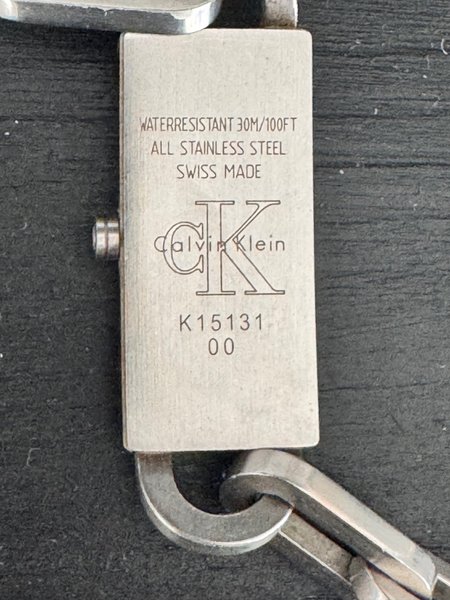 WATERRESISTANT 30M/100FT
ALL STAINLESS STEEL
SWISS MADE
cK
Calvin Klein
K15131
00